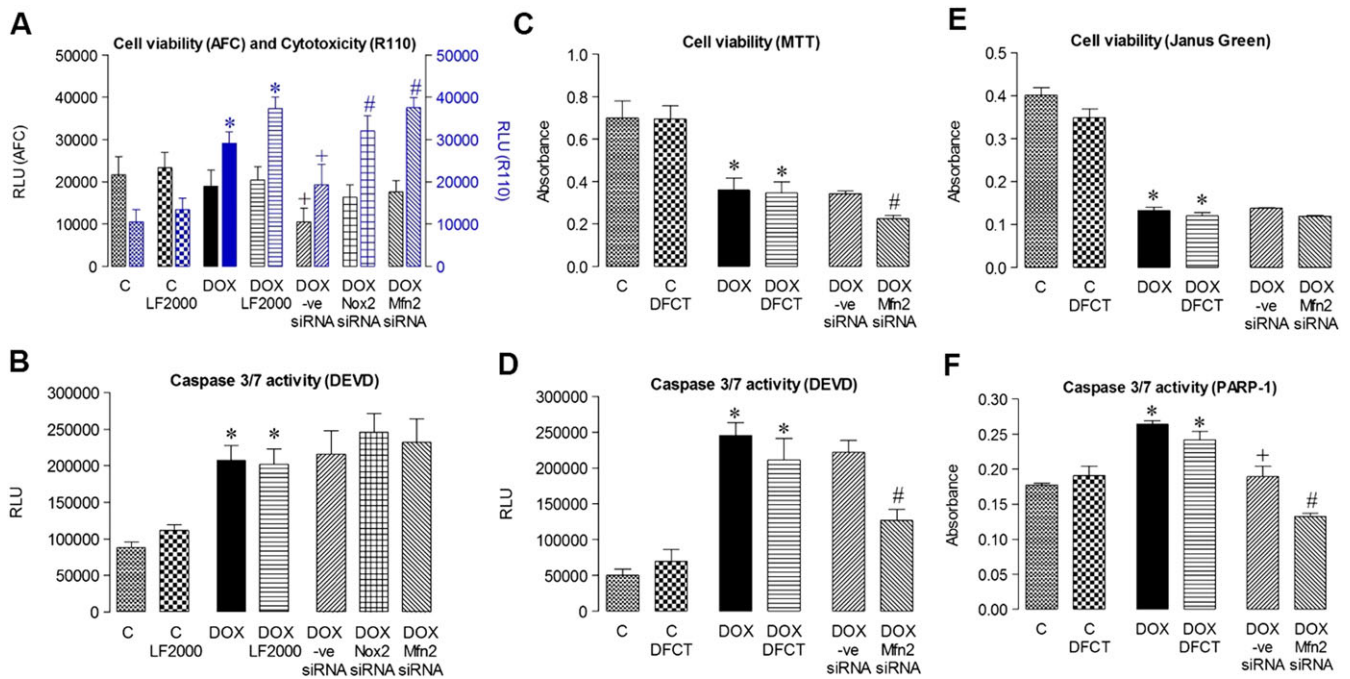 A
Cell viability (AFC) and Cytotoxicity (R110)
RLU (AFC)
50000
40000
30000
20000
10000
0
50000
40000
30000
20000
10000
0
RLU (R110)
*
*
+
+
#
#
C
C
LF2000
DOX
DOX
LF2000
DOX
-ve
siRNA
DOX
Nox2
siRNA
DOX
Mfn2
siRNA
B
Caspase 3/7 activity (DEVD)
RLU
300000
250000
200000
150000
100000
50000
0
*
*
C
C
LF2000
DOX
DOX
LF2000
DOX
-ve
siRNA
DOX
Nox2
siRNA
DOX
Mfn2
siRNA
C
Cell viability (MTT)
Absorbance
1.0
0.8
0.6
0.4
0.2
0.0
*
*
#
C
C
DFCT
DOX
DOX
DFCT
DOX
-ve
siRNA
DOX
Mfn2
siRNA
D
Caspase 3/7 activity (DEVD)
RLU
300000
250000
200000
150000
100000
50000
0
*
*
#
C
C
DFCT
DOX
DOX
DFCT
DOX
-ve
siRNA
DOX
Mfn2
siRNA
E
Cell viability (Janus Green)
Absorbance
0.5
0.4
0.3
0.2
0.1
0.0
*
*
C
C
DFCT
DOX
DOX
DFCT
DOX
-ve
siRNA
DOX
Mfn2
siRNA
F
Caspase 3/7 activity (PARP-1)
Absorbance
0.30
0.25
0.20
0.15
0.10
0.05
0.00
*
*
+
#
C
C
DFCT
DOX
DOX
DFCT
DOX
-ve
siRNA
DOX
Mfn2
siRNA